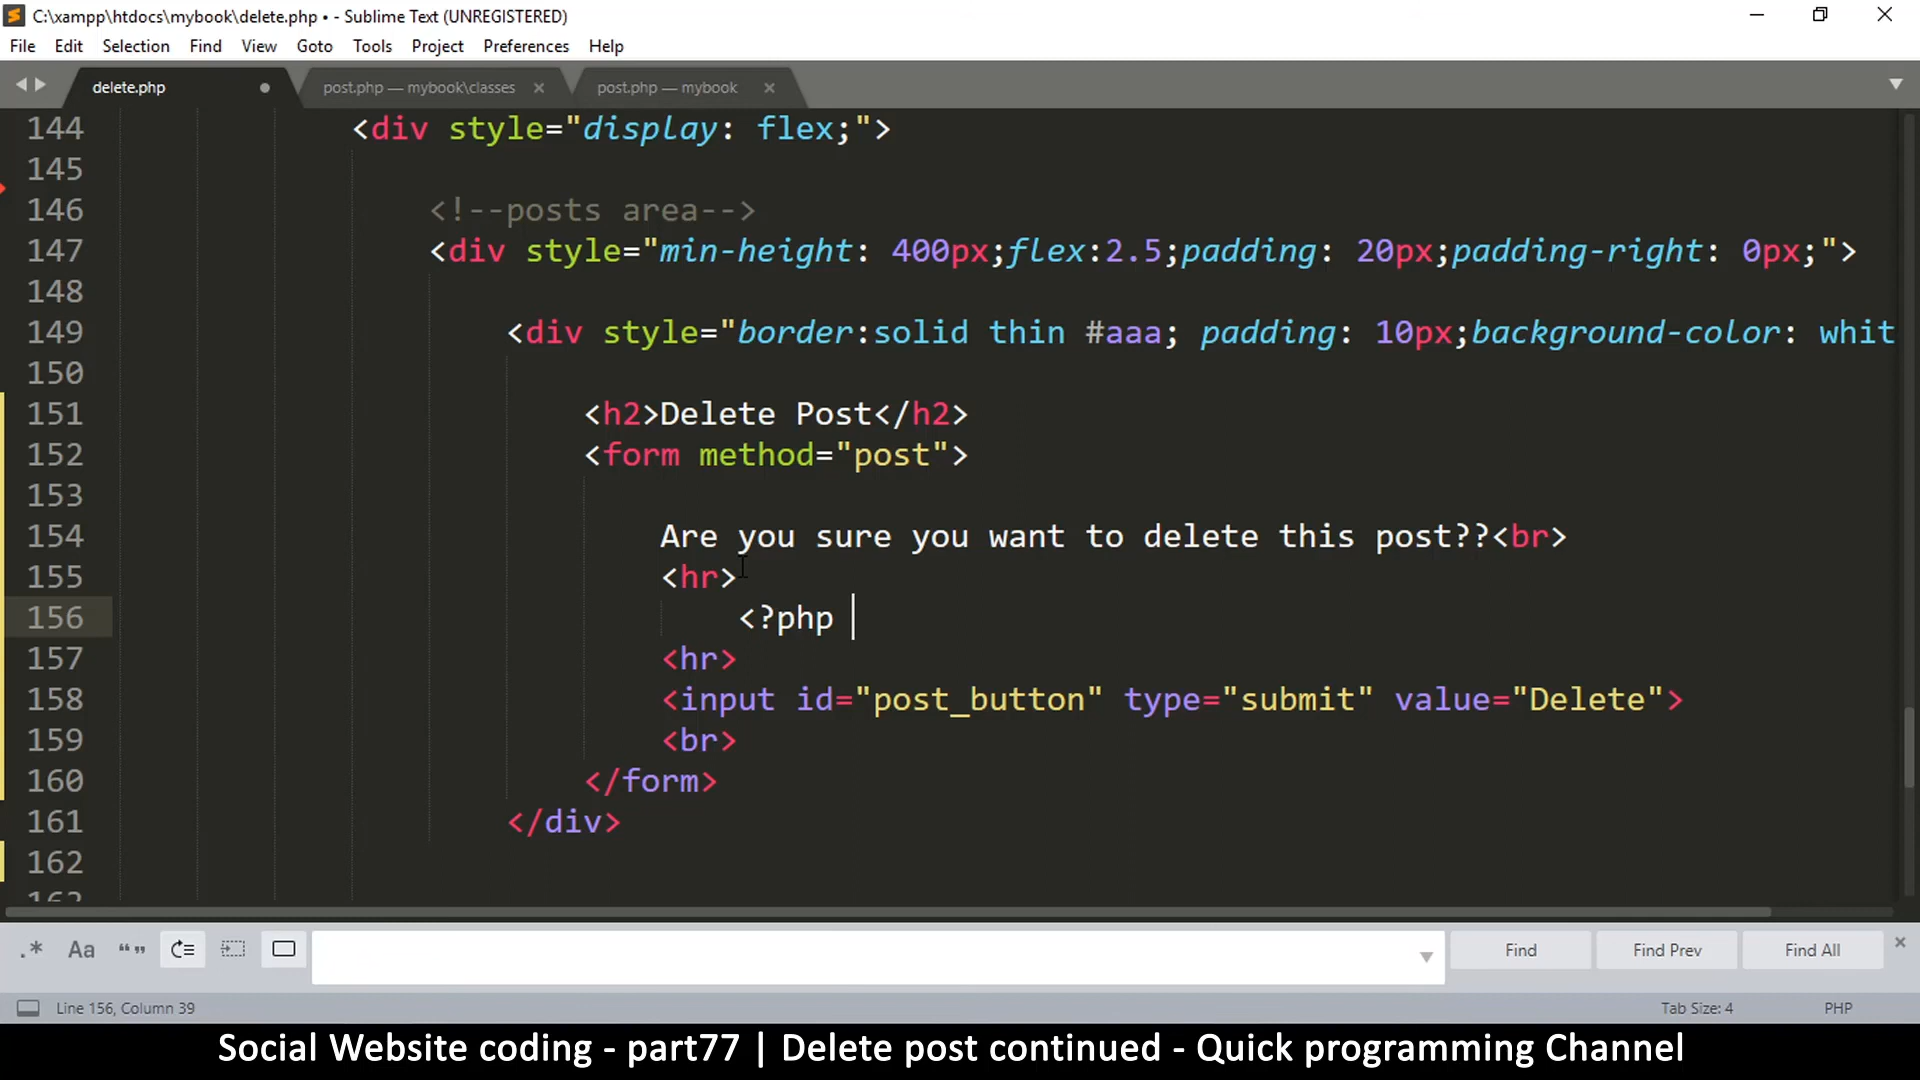 C:\xampp\htdocs\mybook\delete.php • - Sublime Text (UNREGISTERED)
File Edit Selection Find View Goto Tools Project Preferences Help
delete.php post.php — mybook\classes post.php — mybook
144 <div style="display: flex;">
145
146 <!--posts area-->
147 <div style="min-height: 400px;flex:2.5;padding: 20px;padding-right: 0px;">
148
149 <div style="border:solid thin #aaa; padding: 10px;background-color: whit
150
151 <h2>Delete Post</h2>
152 <form method="post">
153
154 Are you sure you want to delete this post??<br>
155 <hr>
156 <?php
157 <hr>
158 <input id="post_button" type="submit" value="Delete">
159 <br>
160 </form>
161 </div>
162
163
.* Aa “” Find Find Prev Find All
Line 156, Column 39 Tab Size: 4 PHP
Social Website coding - part77 | Delete post continued - Quick programming Channel